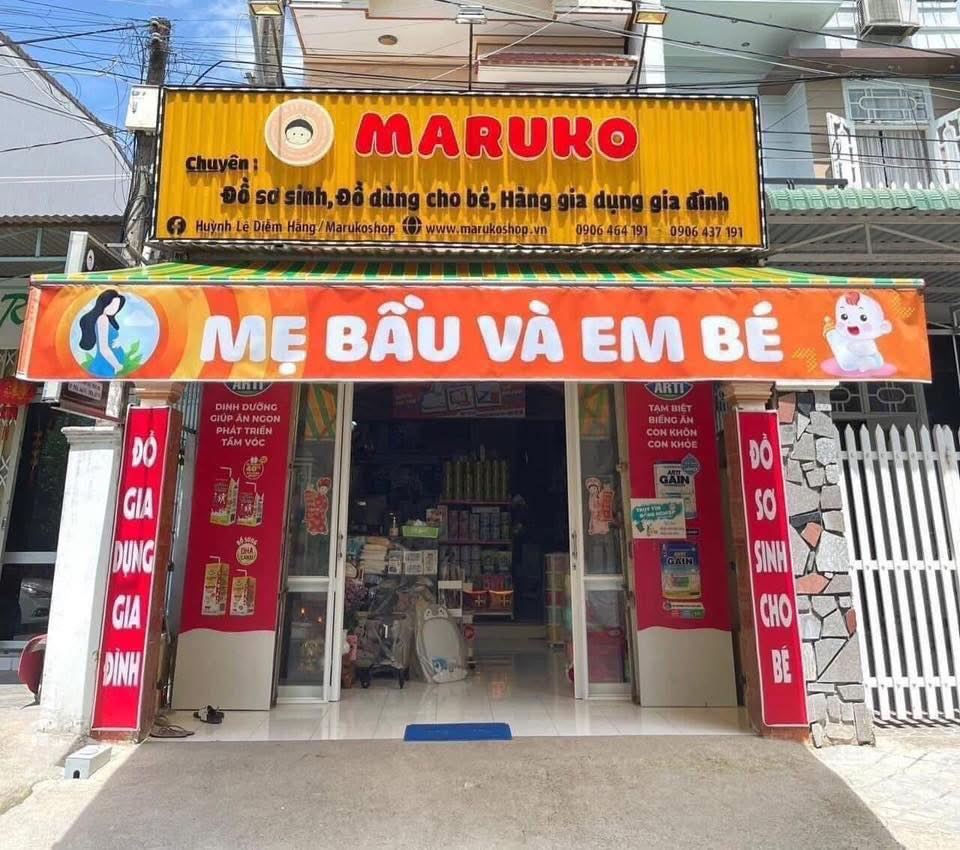 MARUKO
Chuyên :
Đồ sơ sinh, Đồ dùng cho bé, Hàng gia dụng gia đình
Huỳnh Lê Diễm Hằng/Marukoshop www.marukoshop.vn 0906 464 191 - 0906 437 191
MẸ BẦU VÀ EM BÉ
ĐỒ
GIA
DỤNG
GIA
ĐÌNH
ARTI
DINH DƯỠNG
GIÚP ĂN NGON
PHÁT TRIỂN
TẦM VÓC
DHA
ARTI
TẠM BIỆT
BIẾNG ĂN
CON KHÔN
CON KHỎE
ARTI
GAIN
GAIN
ĐỒ
SƠ
SINH
CHO
BÉ